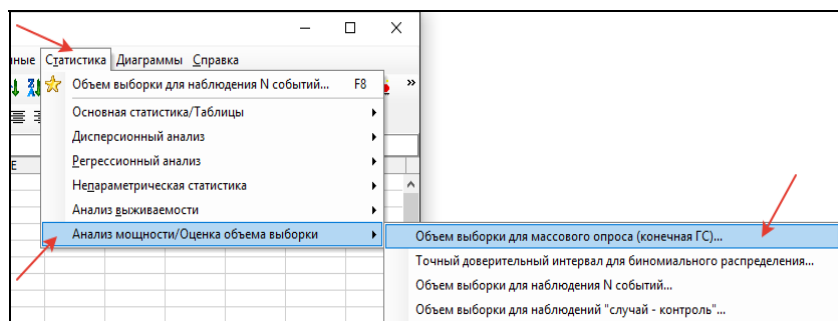 нные Статистика Диаграммы Справка
Объем выборки для наблюдения N событий... F8 »
Основная статистика/Таблицы
Дисперсионный анализ
Регрессионный анализ
E
Непараметрическая статистика
Анализ выживаемости
Анализ мощности/Оценка объема выборки
Объем выборки для массового опроса (конечная ГС)...
Точный доверительный интервал для биномиального распределения...
Объем выборки для наблюдения N событий...
Объем выборки для наблюдений "случай - контроль"...